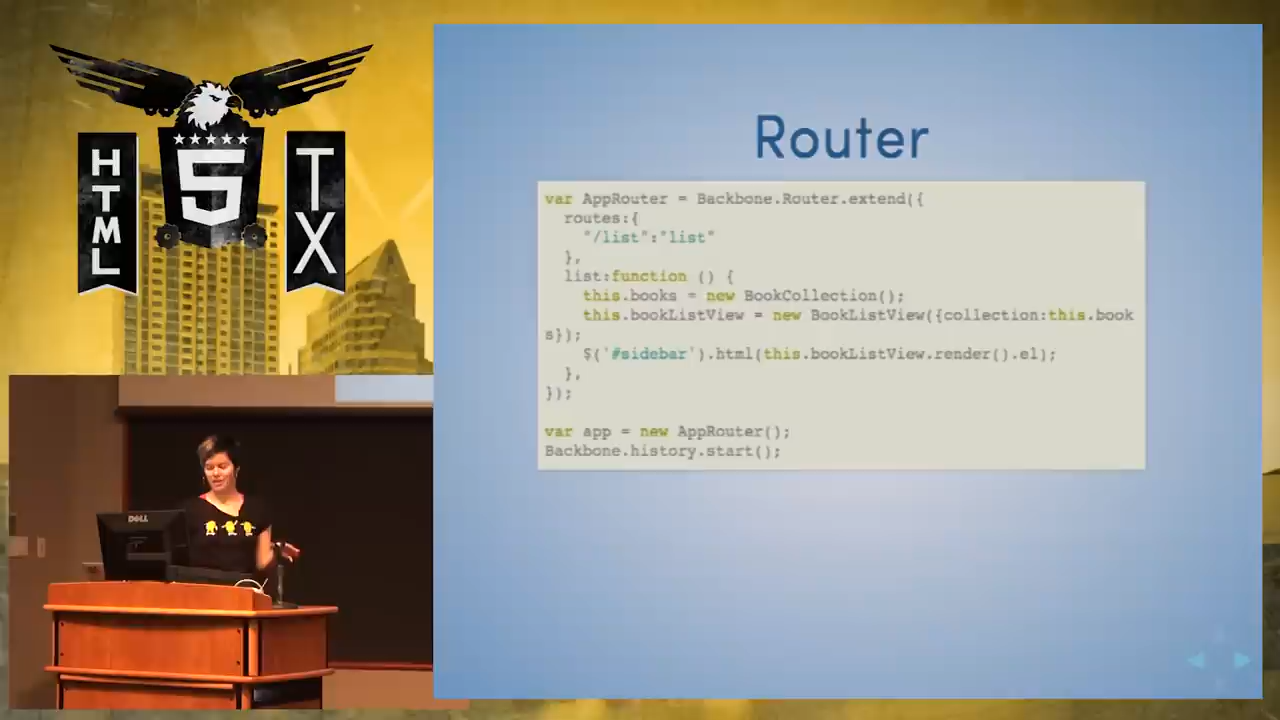 HTML
5
TX
DELL
Router
var AppRouter = Backbone.Router.extend({
  routes:{
    "/list":"list"
  },
  list:function () {
    this.books = new BookCollection();
    this.bookListView = new BookListView({collection:this.book
s});
    $('#sidebar').html(this.bookListView.render().el);
  },
});

var app = new AppRouter();
Backbone.history.start();